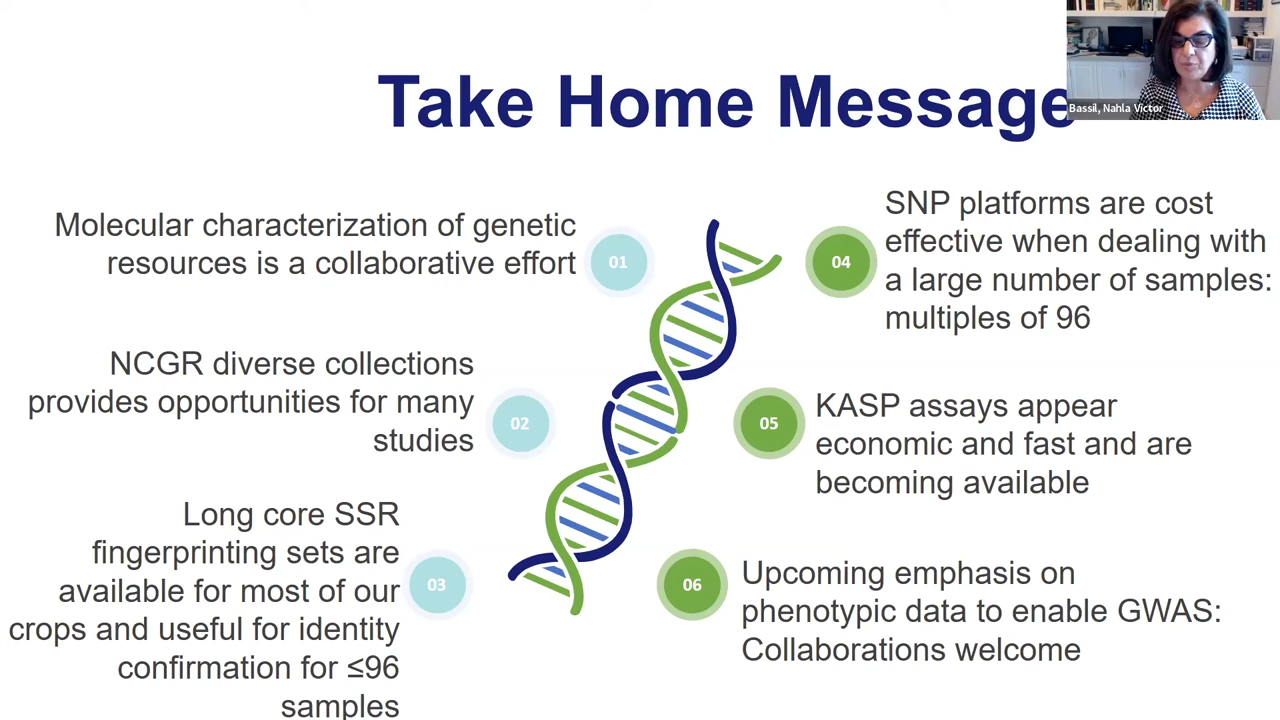 Take Home Message
Bassil, Nahla Victor
Molecular characterization of genetic
resources is a collaborative effort
01
NCGR diverse collections
provides opportunities for many
studies
02
Long core SSR
fingerprinting sets are
available for most of our
crops and useful for identity
confirmation for ≤96
samples
03
SNP platforms are cost
effective when dealing with
a large number of samples:
multiples of 96
04
KASP assays appear
economic and fast and are
becoming available
05
Upcoming emphasis on
phenotypic data to enable GWAS:
Collaborations welcome
06